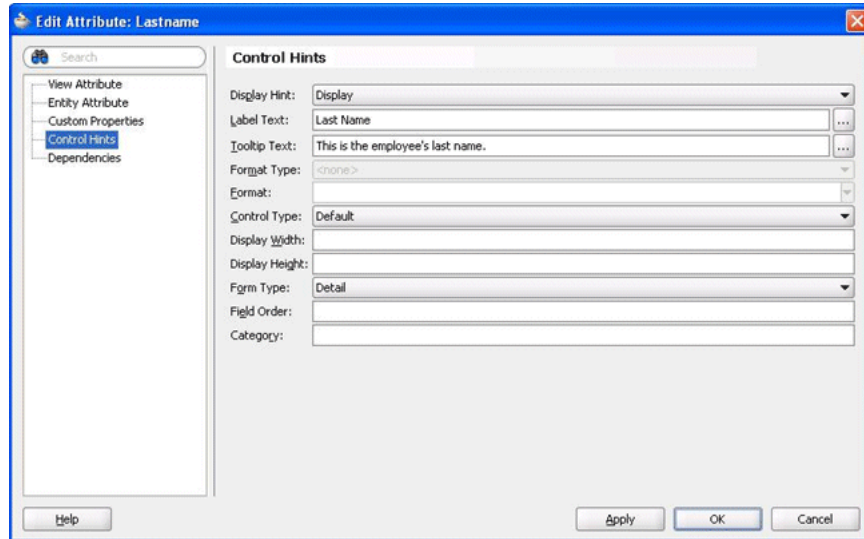 Edit Attribute: Lastname
Search
View Attribute
Entity Attribute
Custom Properties
Control Hints
Dependencies
Control Hints
Display Hint: Display
Label Text: Last Name ...
Tooltip Text: This is the employee's last name. ...
Format Type: <none>
Format:
Control Type: Default
Display Width:
Display Height:
Form Type: Detail
Field Order:
Category:
Help Apply OK Cancel